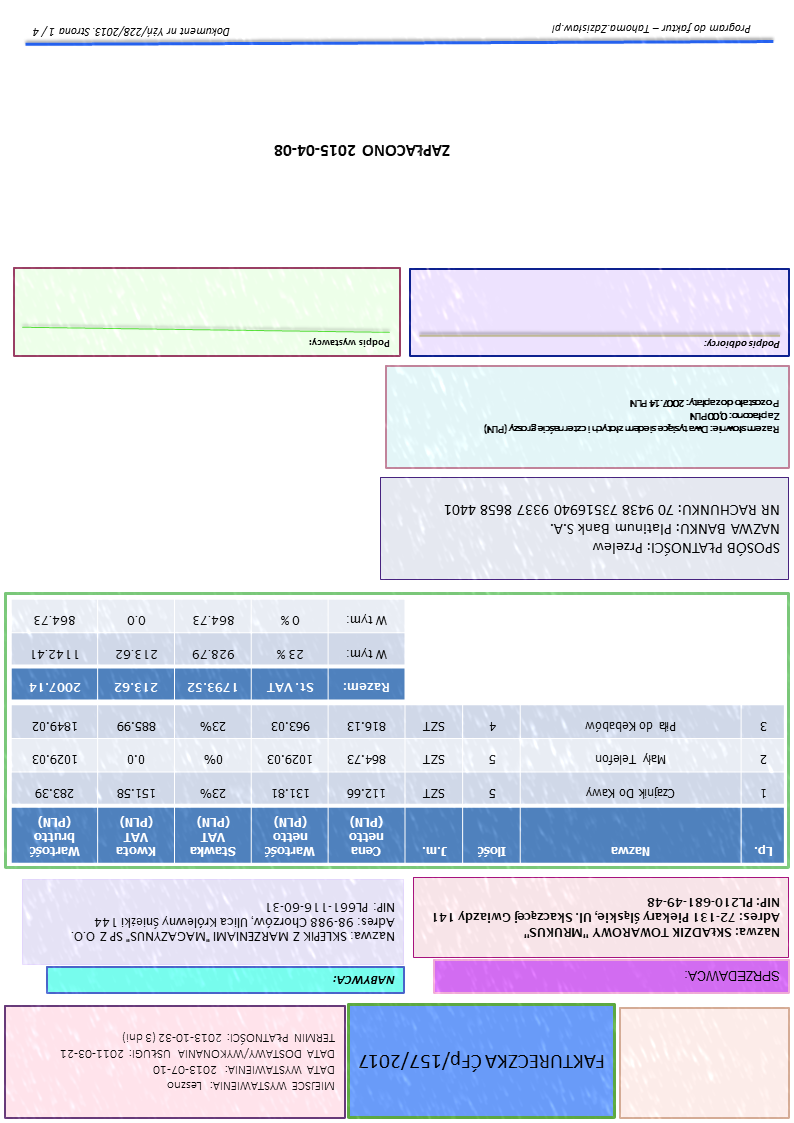 FAKTURECZKA ĆFp/157/2017
MIEJSCE WYSTAWIENIA: Leszno
DATA WYSTAWIENIA: 2013-07-10
DATA DOSTAWY/WYKONANIA USŁUGI: 2011-03-21
TERMIN PŁATNOŚCI: 2013-10-32 (3 dni)
SPRZEDAWCA:
Nazwa: SKŁADZIK TOWAROWY "MRUKUS"
Adres: 72-131 Piekary Śląskie, Ul. Skaczącej Gwiazdy 141
NIP: PL210-681-49-48
NABYWCA:
Nazwa: SKLEPIK Z MARZENIAMI "MAGAZYNUS" SP Z O.O.
Adres: 98-988 Chorzów, Ulica Królewny Śnieżki 144
NIP: PL661-116-60-31
Lp. Nazwa Ilość J.m. Cena netto (PLN) Wartość netto (PLN) Stawka VAT (PLN) Kwota VAT (PLN) Wartość brutto (PLN)
1 Czajnik Do Kawy 5 SZT 112.66 131.81 23% 151.58 283.39
2 Mały Telefon 5 SZT 864.73 1029.03 0% 0.0 1029.03
3 Piła do Kebabów 4 SZT 816.13 963.03 23% 885.99 1849.02
Razem: St. VAT 1793.52 213.62 2007.14
W tym: 23 % 928.79 213.62 1142.41
W tym: 0 % 864.73 0.0 864.73
SPOSÓB PŁATNOŚCI: Przelew
NAZWA BANKU: Platinum Bank S.A.
NR RACHUNKU: 70 9438 73516940 9337 8658 4401
Razem słownie: Dwa tysiące siedem złotych i czternaście groszy (PLN)
Zapłacono: 0,00 PLN
Pozostało do zapłaty: 2007.14 PLN
Podpis odbiorcy:
Podpis wystawcy:
ZAPŁACONO 2015-04-08
Program do faktur – Tahoma.Zdzisław.pl
Dokument nr Yżń/228/2013. Strona 1 / 4